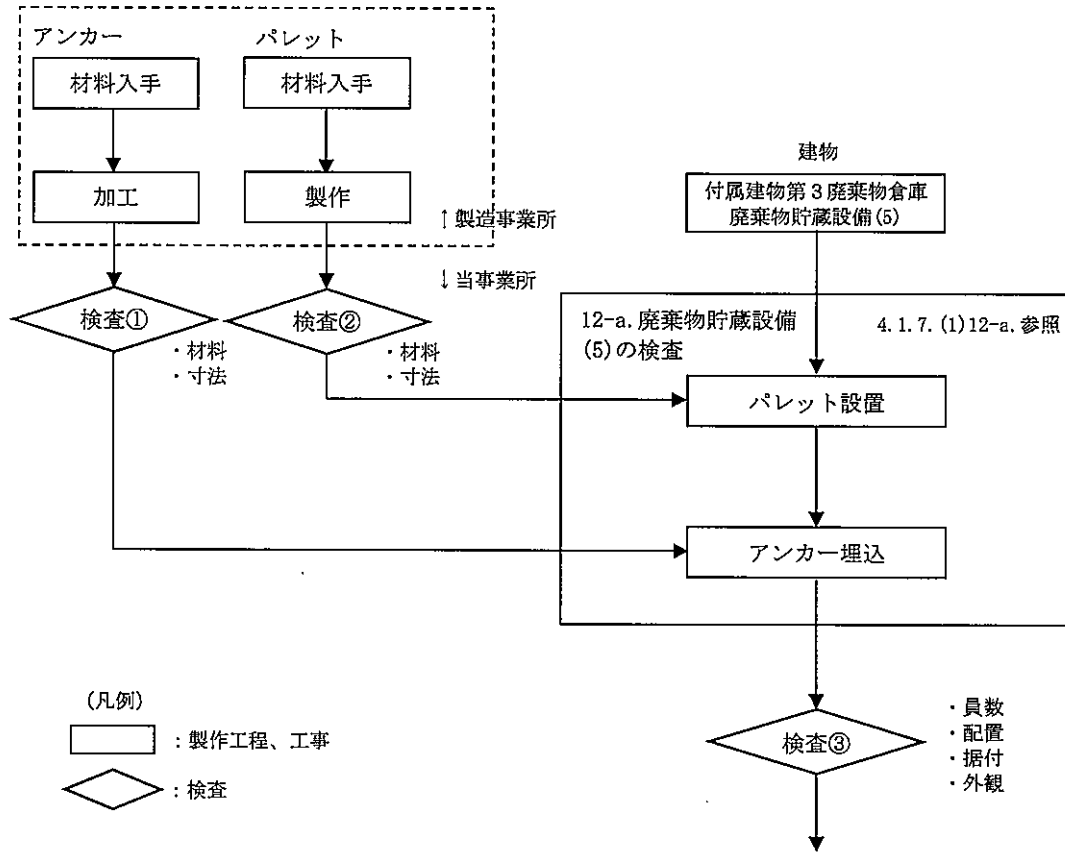 アンカー
パレット
材料入手
材料入手
加工
製作
↑製造事業所
↓当事業所
検査①
・材料
・寸法
検査②
・材料
・寸法
建物
付属建物第3廃棄物倉庫
廃棄物貯蔵設備(5)
12-a.廃棄物貯蔵設備
(5)の検査
4.1.7.(1)12-a.参照
パレット設置
アンカー埋込
検査③
・員数
・配置
・据付
・外観
(凡例)
:製作工程、工事
:検査